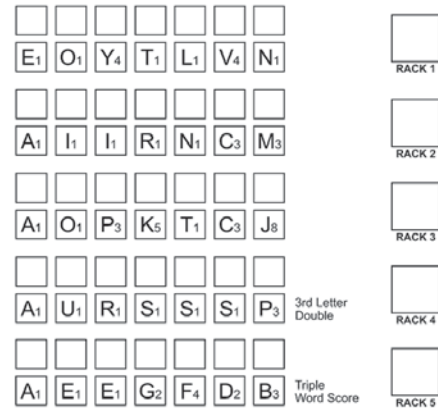 E1 O1 Y4 T1 L1 V4 N1
RACK 1
A1 I1 I1 R1 N1 C3 M3
RACK 2
A1 O1 P3 K5 T1 C3 J8
RACK 3
A1 U1 R1 S1 S1 S1 P3 3rd Letter
Double
RACK 4
A1 E1 E1 G2 F4 D2 B3 Triple
Word Score
RACK 5